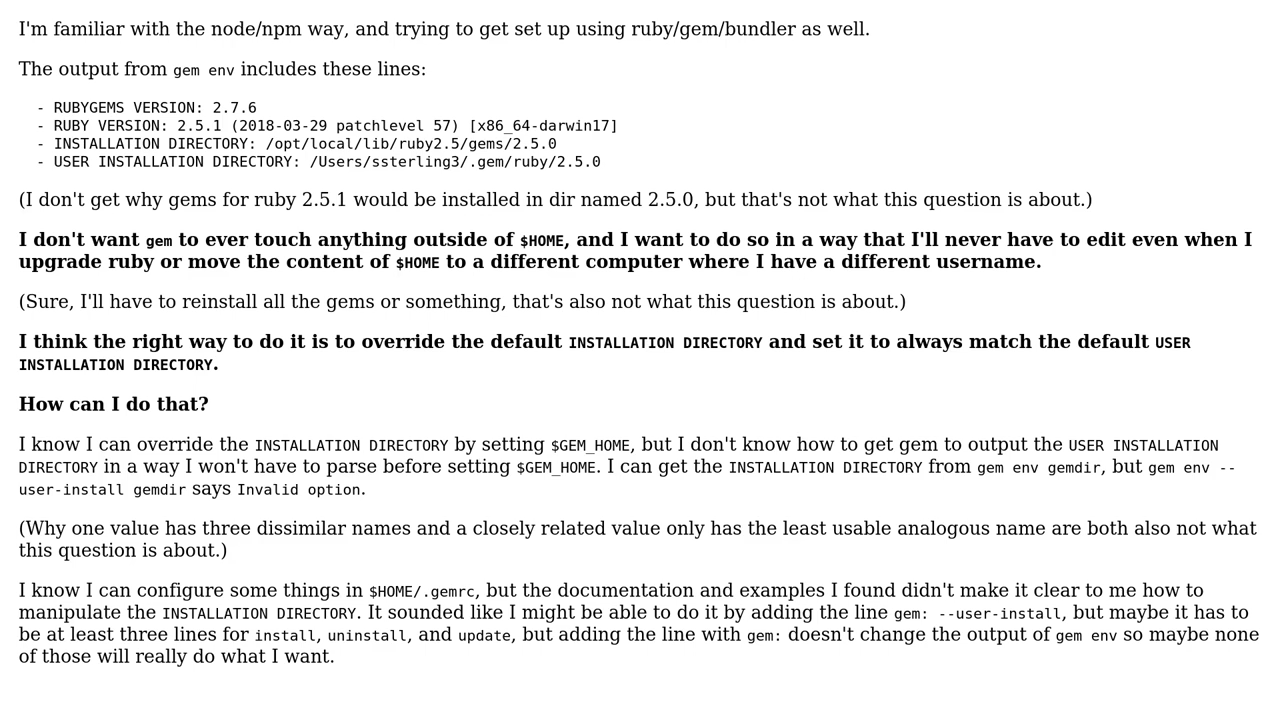 I'm familiar with the node/npm way, and trying to get set up using ruby/gem/bundler as well.
The output from gem env includes these lines:
- RUBYGEMS VERSION: 2.7.6
- RUBY VERSION: 2.5.1 (2018-03-29 patchlevel 57) [x86_64-darwin17]
- INSTALLATION DIRECTORY: /opt/local/lib/ruby2.5/gems/2.5.0
- USER INSTALLATION DIRECTORY: /Users/ssterling3/.gem/ruby/2.5.0
(I don't get why gems for ruby 2.5.1 would be installed in dir named 2.5.0, but that's not what this question is about.)
I don't want gem to ever touch anything outside of $HOME, and I want to do so in a way that I'll never have to edit even when I
upgrade ruby or move the content of $HOME to a different computer where I have a different username.
(Sure, I'll have to reinstall all the gems or something, that's also not what this question is about.)
I think the right way to do it is to override the default INSTALLATION DIRECTORY and set it to always match the default USER
INSTALLATION DIRECTORY.
How can I do that?
I know I can override the INSTALLATION DIRECTORY by setting $GEM_HOME, but I don't know how to get gem to output the USER INSTALLATION
DIRECTORY in a way I won't have to parse before setting $GEM_HOME. I can get the INSTALLATION DIRECTORY from gem env gemdir, but gem env --
user-install gemdir says Invalid option.
(Why one value has three dissimilar names and a closely related value only has the least usable analogous name are both also not what
this question is about.)
I know I can configure some things in $HOME/.gemrc, but the documentation and examples I found didn't make it clear to me how to
manipulate the INSTALLATION DIRECTORY. It sounded like I might be able to do it by adding the line gem: --user-install, but maybe it has to
be at least three lines for install, uninstall, and update, but adding the line with gem: doesn't change the output of gem env so maybe none
of those will really do what I want.